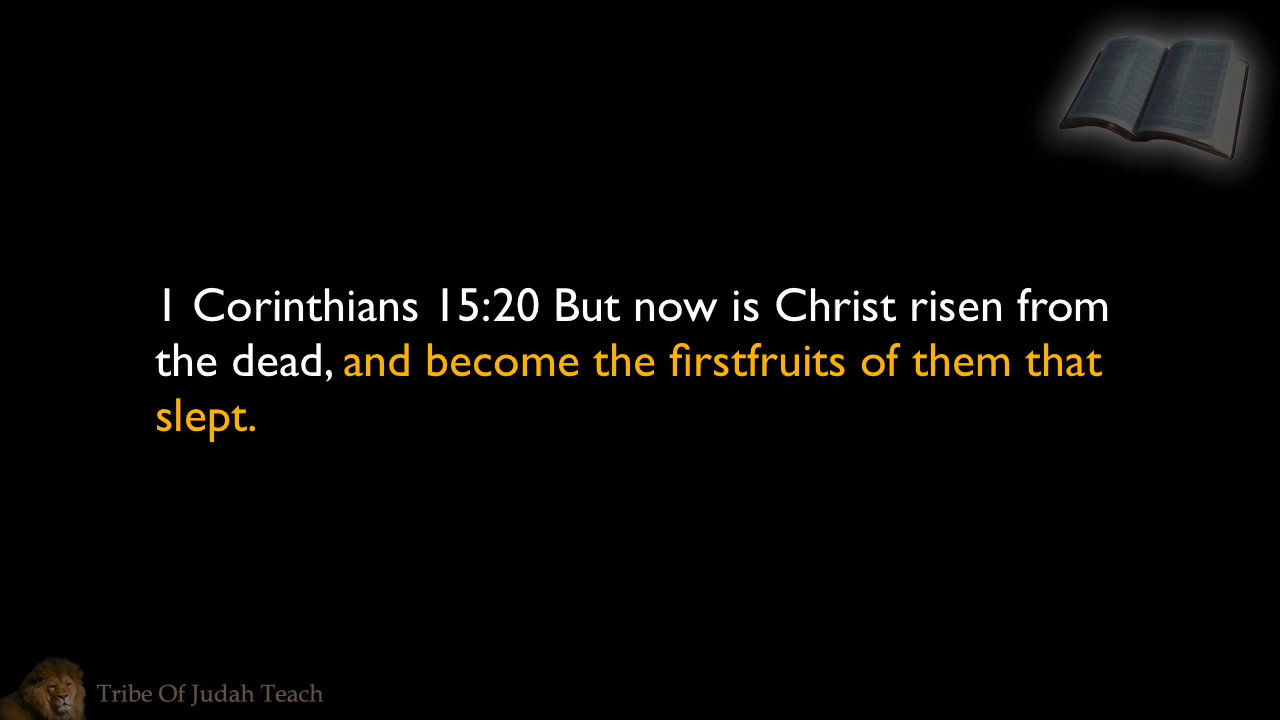 1 Corinthians 15:20 But now is Christ risen from
the dead, and become the firstfruits of them that
slept.
Tribe Of Judah Teach